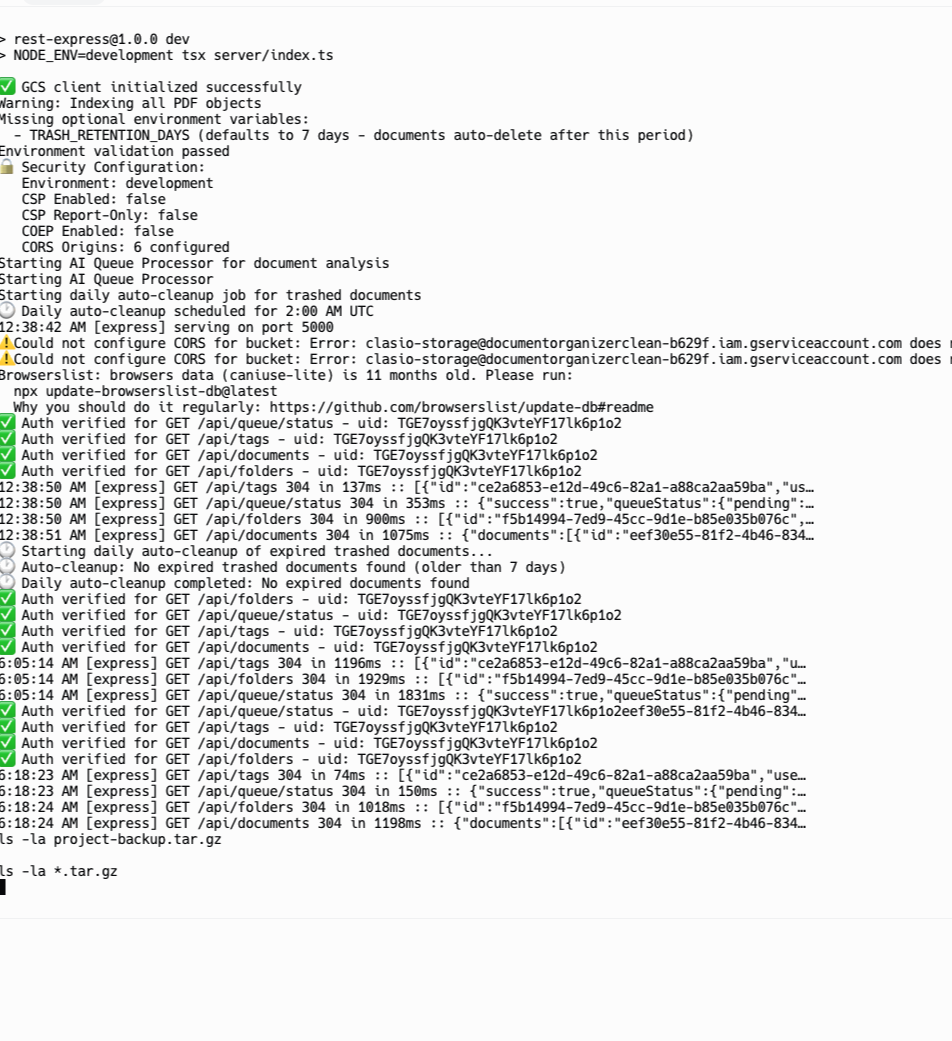 > rest-express@1.0.0 dev
> NODE_ENV=development tsx server/index.ts
✅ GCS client initialized successfully
Warning: Indexing all PDF objects
Missing optional environment variables:
- TRASH_RETENTION_DAYS (defaults to 7 days - documents auto-delete after this period)
Environment validation passed
🔒 Security Configuration:
Environment: development
CSP Enabled: false
CSP Report-Only: false
COEP Enabled: false
CORS Origins: 6 configured
Starting AI Queue Processor for document analysis
Starting AI Queue Processor
Starting daily auto-cleanup job for trashed documents
🕐 Daily auto-cleanup scheduled for 2:00 AM UTC
12:38:42 AM [express] serving on port 5000
⚠️Could not configure CORS for bucket: Error: clasio-storage@documentorganizerclean-b629f.iam.gserviceaccount.com does
⚠️Could not configure CORS for bucket: Error: clasio-storage@documentorganizerclean-b629f.iam.gserviceaccount.com does
Browserslist: browsers data (caniuse-lite) is 11 months old. Please run:
npx update-browserslist-db@latest
Why you should do it regularly: https://github.com/browserslist/update-db#readme
✅ Auth verified for GET /api/queue/status - uid: TGE7oyssfjgQK3vteYF17lk6p1o2
✅ Auth verified for GET /api/tags - uid: TGE7oyssfjgQK3vteYF17lk6p1o2
✅ Auth verified for GET /api/documents - uid: TGE7oyssfjgQK3vteYF17lk6p1o2
✅ Auth verified for GET /api/folders - uid: TGE7oyssfjgQK3vteYF17lk6p1o2
12:38:50 AM [express] GET /api/tags 304 in 137ms :: [{"id":"ce2a6853-e12d-49c6-82a1-a88ca2aa59ba","us…
12:38:50 AM [express] GET /api/queue/status 304 in 353ms :: {"success":true,"queueStatus":{"pending":…
12:38:50 AM [express] GET /api/folders 304 in 900ms :: [{"id":"f5b14994-7ed9-45cc-9d1e-b85e035b076c",…
12:38:51 AM [express] GET /api/documents 304 in 1075ms :: {"documents":[{"id":"eef30e55-81f2-4b46-834…
🕐 Starting daily auto-cleanup of expired trashed documents...
🕐 Auto-cleanup: No expired trashed documents found (older than 7 days)
🕐 Daily auto-cleanup completed: No expired documents found
✅ Auth verified for GET /api/folders - uid: TGE7oyssfjgQK3vteYF17lk6p1o2
✅ Auth verified for GET /api/queue/status - uid: TGE7oyssfjgQK3vteYF17lk6p1o2
✅ Auth verified for GET /api/tags - uid: TGE7oyssfjgQK3vteYF17lk6p1o2
✅ Auth verified for GET /api/documents - uid: TGE7oyssfjgQK3vteYF17lk6p1o2
6:05:14 AM [express] GET /api/tags 304 in 1196ms :: [{"id":"ce2a6853-e12d-49c6-82a1-a88ca2aa59ba","u…
6:05:14 AM [express] GET /api/folders 304 in 1929ms :: [{"id":"f5b14994-7ed9-45cc-9d1e-b85e035b076c"…
6:05:14 AM [express] GET /api/queue/status 304 in 1831ms :: {"success":true,"queueStatus":{"pending"…
✅ Auth verified for GET /api/queue/status - uid: TGE7oyssfjgQK3vteYF17lk6p1o2eef30e55-81f2-4b46-834…
✅ Auth verified for GET /api/tags - uid: TGE7oyssfjgQK3vteYF17lk6p1o2
✅ Auth verified for GET /api/documents - uid: TGE7oyssfjgQK3vteYF17lk6p1o2
✅ Auth verified for GET /api/folders - uid: TGE7oyssfjgQK3vteYF17lk6p1o2
6:18:23 AM [express] GET /api/tags 304 in 74ms :: [{"id":"ce2a6853-e12d-49c6-82a1-a88ca2aa59ba","use…
6:18:23 AM [express] GET /api/queue/status 304 in 150ms :: {"success":true,"queueStatus":{"pending":…
6:18:24 AM [express] GET /api/folders 304 in 1018ms :: [{"id":"f5b14994-7ed9-45cc-9d1e-b85e035b076c"…
6:18:24 AM [express] GET /api/documents 304 in 1198ms :: {"documents":[{"id":"eef30e55-81f2-4b46-834…
ls -la project-backup.tar.gz
ls -la *.tar.gz